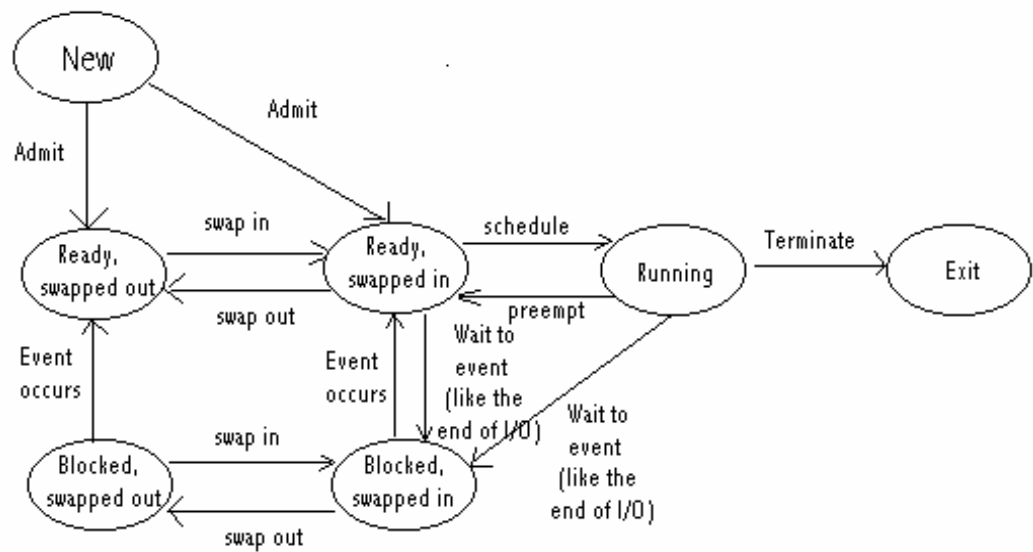 New
Admit
Admit
swap in
schedule
Terminate
Ready,
swapped out
Ready,
swapped in
Running
Exit
swap out
preempt
Event
occurs
Event
occurs
Wait to
event
(like the
end of I/O)
Wait to
event
(like the
end of I/O)
swap in
Blocked,
swapped out
Blocked,
swapped in
swap out